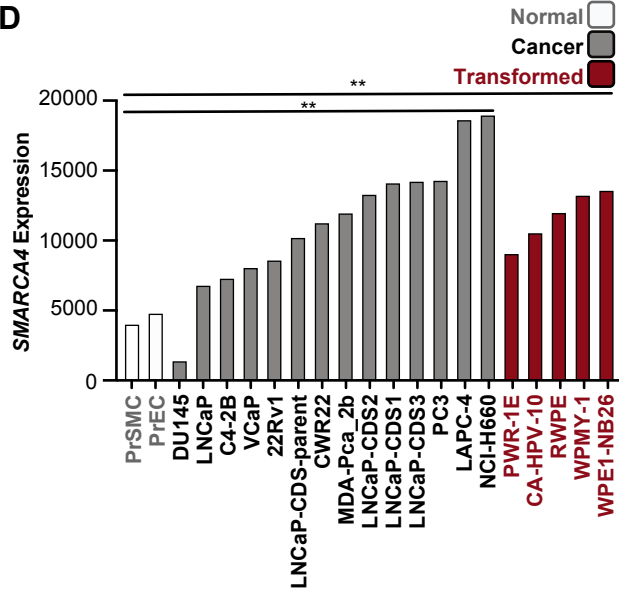 D
Normal
Cancer
Transformed
**
**
SMARCA4 Expression
20000
15000
10000
5000
0
PrSMC
PrEC
DU145
LNCaP
C4-2B
VCaP
22Rv1
LNCaP-CDS-parent
CWR22
MDA-Pca_2b
LNCaP-CDS2
LNCaP-CDS1
LNCaP-CDS3
PC3
LAPC-4
NCI-H660
PWR-1E
CA-HPV-10
RWPE
WPMY-1
WPE1-NB26